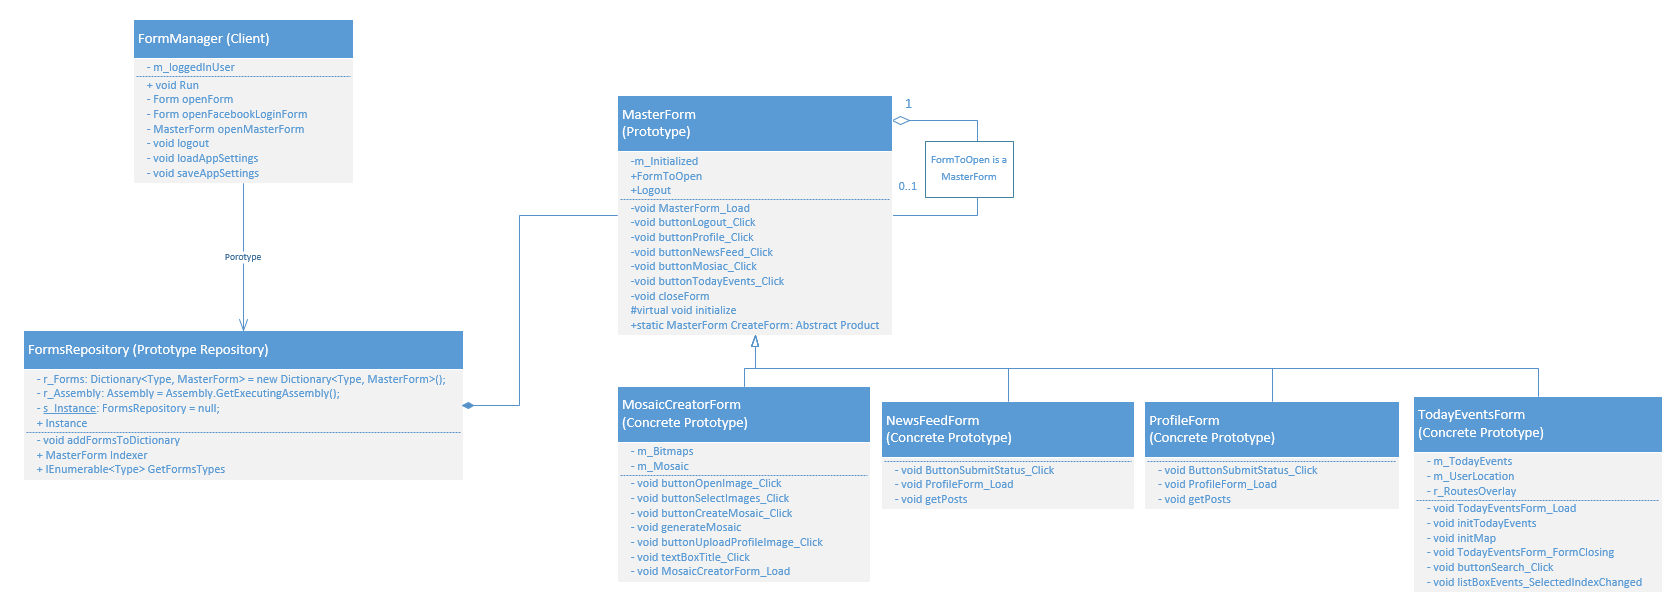 FormManager (Client)
- m_loggedInUser
+ void Run
- Form openForm
- Form openFacebookLoginForm
- MasterForm openMasterForm
- void logout
- void loadAppSettings
- void saveAppSettings
Porotype
FormsRepository (Prototype Repository)
- r_Forms: Dictionary<Type, MasterForm> = new Dictionary<Type, MasterForm>();
- r_Assembly: Assembly = Assembly.GetExecutingAssembly();
- s_Instance: FormsRepository = null;
+ Instance
- void addFormsToDictionary
+ MasterForm Indexer
+ IEnumerable<Type> GetFormsTypes
MasterForm
(Prototype)
-m_Initialized
+FormToOpen
+Logout
-void MasterForm_Load
-void buttonLogout_Click
-void buttonProfile_Click
-void buttonNewsFeed_Click
-void buttonMosiac_Click
-void buttonTodayEvents_Click
-void closeForm
#virtual void initialize
+static MasterForm CreateForm: Abstract Product
1
FormToOpen is a
MasterForm
0..1
MosaicCreatorForm
(Concrete Prototype)
- m_Bitmaps
- m_Mosaic
- void buttonOpenImage_Click
- void buttonSelectImages_Click
- void buttonCreateMosaic_Click
- void generateMosaic
- void buttonUploadProfileImage_Click
- void textBoxTitle_Click
- void MosaicCreatorForm_Load
NewsFeedForm
(Concrete Prototype)
- void ButtonSubmitStatus_Click
- void ProfileForm_Load
- void getPosts
ProfileForm
(Concrete Prototype)
- void ButtonSubmitStatus_Click
- void ProfileForm_Load
- void getPosts
TodayEventsForm
(Concrete Prototype)
- m_TodayEvents
- m_UserLocation
- r_RoutesOverlay
- void TodayEventsForm_Load
- void initTodayEvents
- void initMap
- void TodayEventsForm_FormClosing
- void buttonSearch_Click
- void listBoxEvents_SelectedIndexChanged